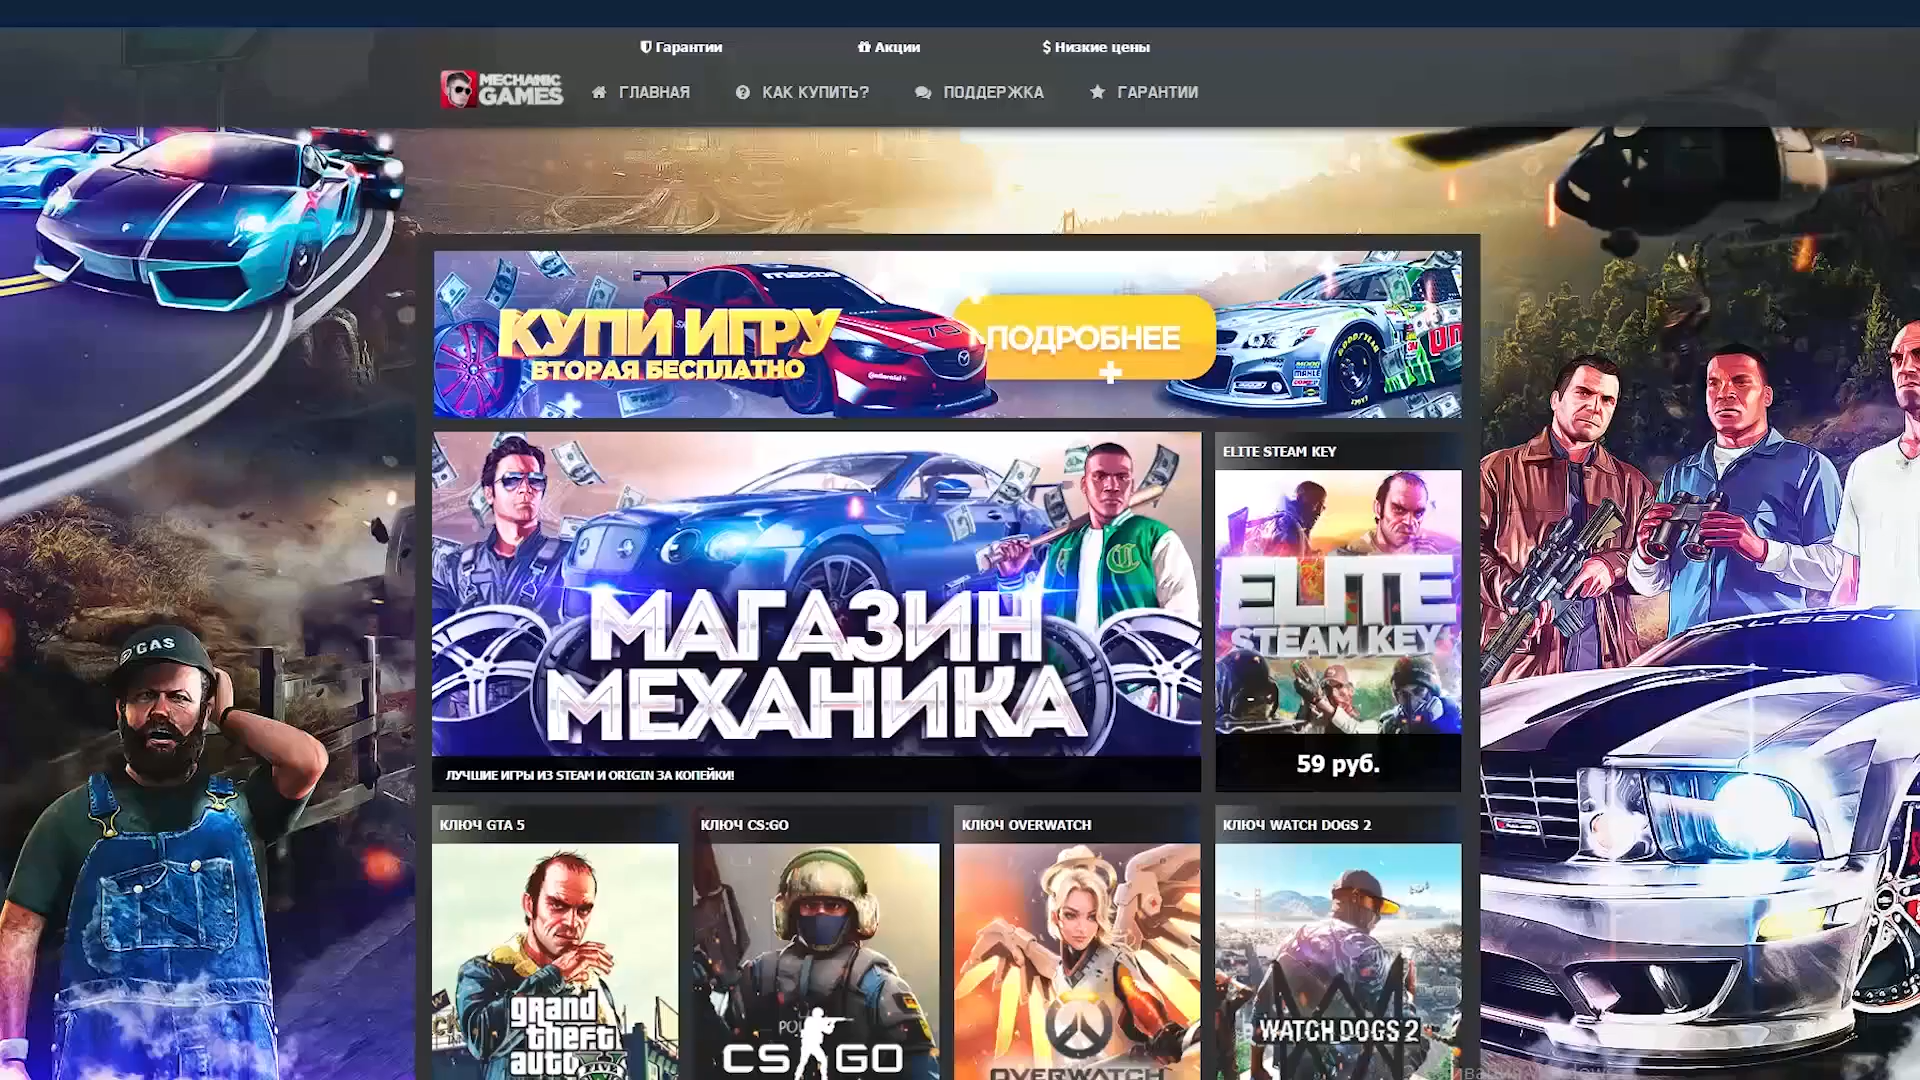 Гарантии
Акции
$ Низкие цены
MECHANIC
GAMES
ГЛАВНАЯ
КАК КУПИТЬ?
ПОДДЕРЖКА
ГАРАНТИИ
КУПИ ИГРУ
ВТОРАЯ БЕСПЛАТНО
ПОДРОБНЕЕ
МАГАЗИН
МЕХАНИКА
ЛУЧШИЕ ИГРЫ ИЗ STEAM И ORIGIN ЗА КОПЕЙКИ!
ELITE STEAM KEY
ELITE
STEAM KEY
59 руб.
GAS
КЛЮЧ GTA 5
КЛЮЧ CS:GO
КЛЮЧ OVERWATCH
КЛЮЧ WATCH DOGS 2
grand
theft
auto
FIVE
CS GO
OVERWATCH
WATCH DOGS 2